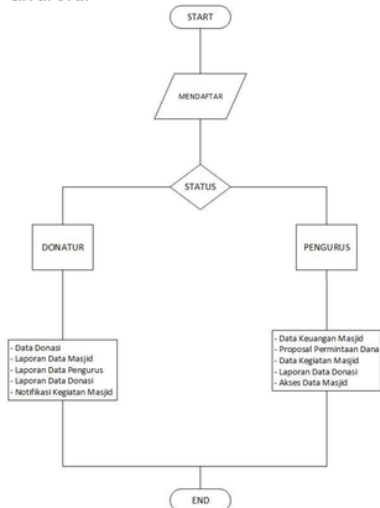 START
MENDAFTAR
STATUS
DONATUR
PENGURUS
- Data Donasi
- Laporan Data Masjid
- Laporan Data Pengurus
- Laporan Data Donasi
- Notifikasi Kegiatan Masjid
- Data Keuangan Masjid
- Proposal Permintaan Dana
- Data Kegiatan Masjid
- Laporan Data Donasi
- Akses Data Masjid
END